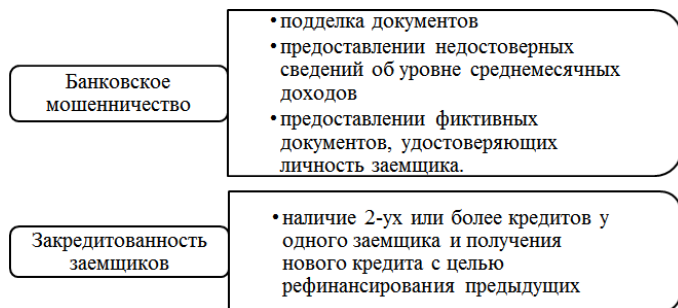 Банковское
мошенничество
• подделка документов
• предоставлении недостоверных
сведений об уровне среднемесячных
доходов
• предоставлении фиктивных
документов, удостоверяющих
личность заемщика.
Закредитованность
заемщиков
• наличие 2-ух или более кредитов у
одного заемщика и получения
нового кредита с целью
рефинансирования предыдущих